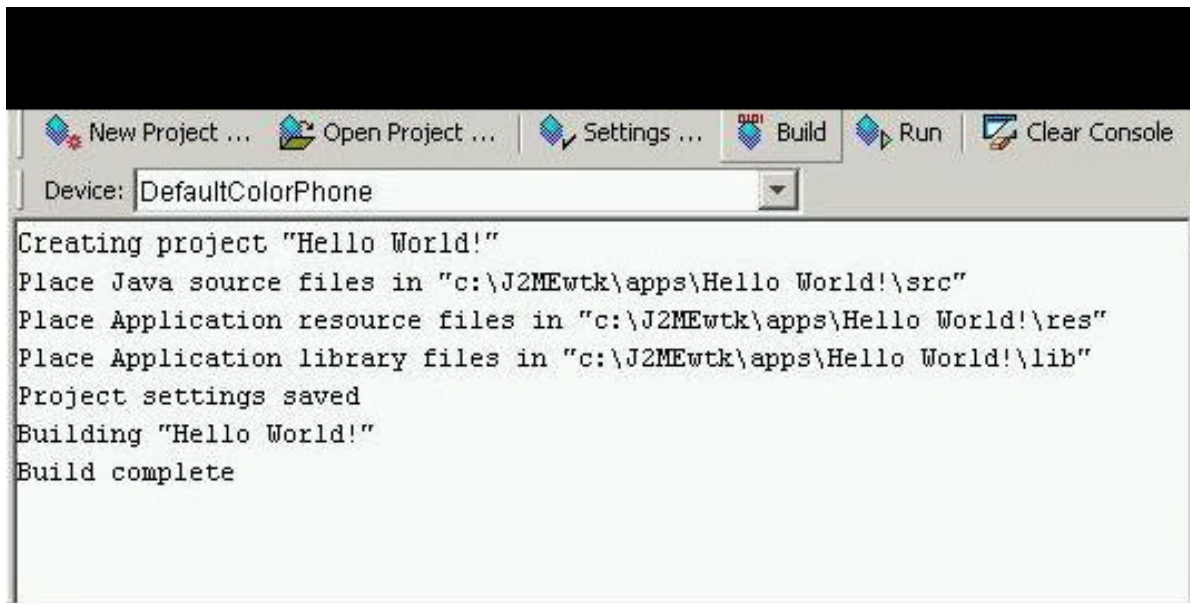 New Project ... Open Project ... Settings ... Build Run Clear Console
Device: DefaultColorPhone
Creating project "Hello World!"
Place Java source files in "c:\J2MEwtk\apps\Hello World!\src"
Place Application resource files in "c:\J2MEwtk\apps\Hello World!\res"
Place Application library files in "c:\J2MEwtk\apps\Hello World!\lib"
Project settings saved
Building "Hello World!"
Build complete